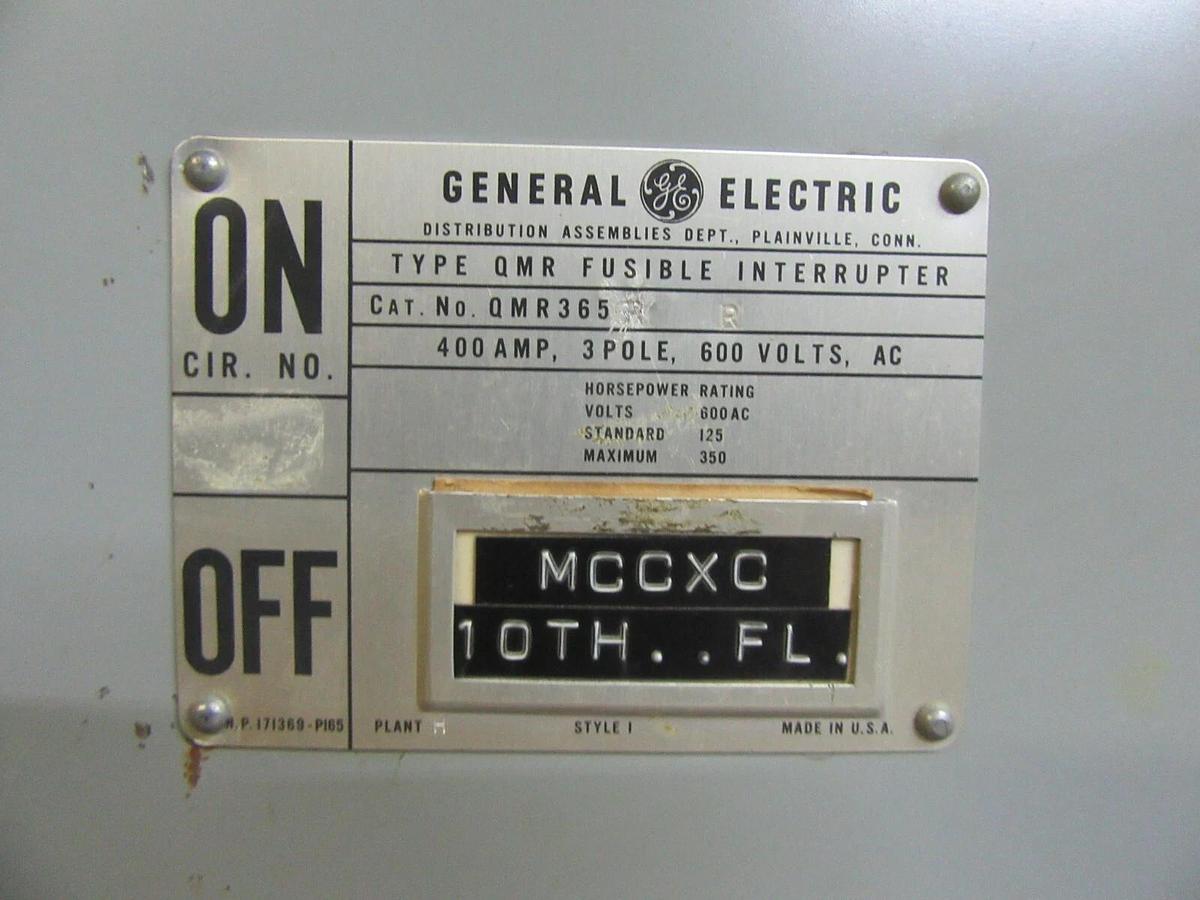 ON
CIR. NO.
OFF
N.P. 171369-P165
GENERAL GE ELECTRIC
DISTRIBUTION ASSEMBLIES DEPT., PLAINVILLE, CONN.
TYPE QMR FUSIBLE INTERRUPTER
CAT. NO. QMR365 R
400 AMP, 3 POLE, 600 VOLTS, AC
HORSEPOWER RATING
VOLTS 600 AC
STANDARD 125
MAXIMUM 350
MCCXC
10TH. . FL.
PLANT H STYLE I MADE IN U.S.A.